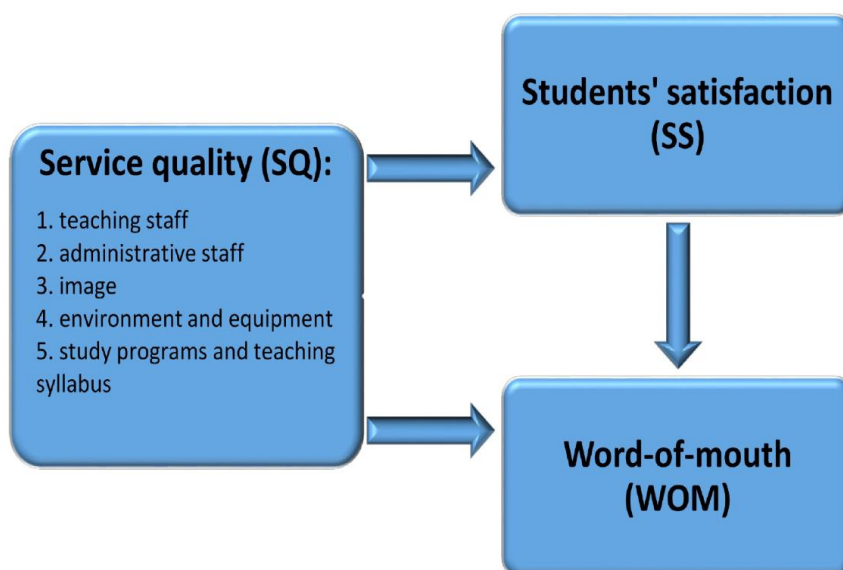 Service quality (SQ):
1. teaching staff
2. administrative staff
3. image
4. environment and equipment
5. study programs and teaching
syllabus
Students' satisfaction
(SS)
Word-of-mouth
(WOM)